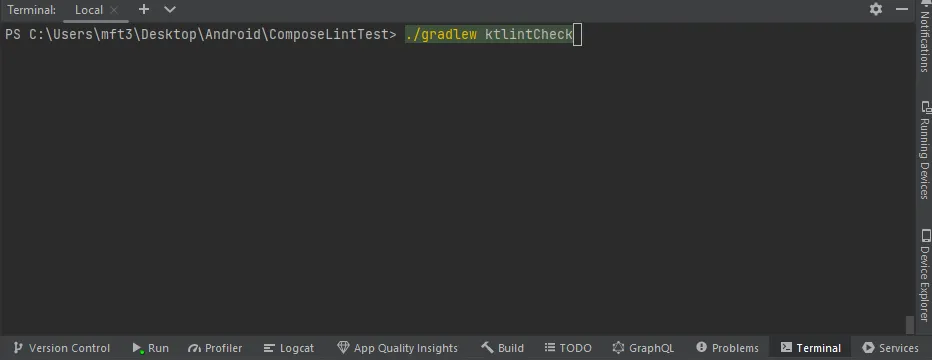 Terminal: Local
PS C:\Users\mft3\Desktop\Android\ComposeLintTest> ./gradlew ktlintCheck
Notifications
Running Devices
Device Explorer
Version Control Run Profiler Logcat App Quality Insights Build TODO GraphQL Problems Terminal Services